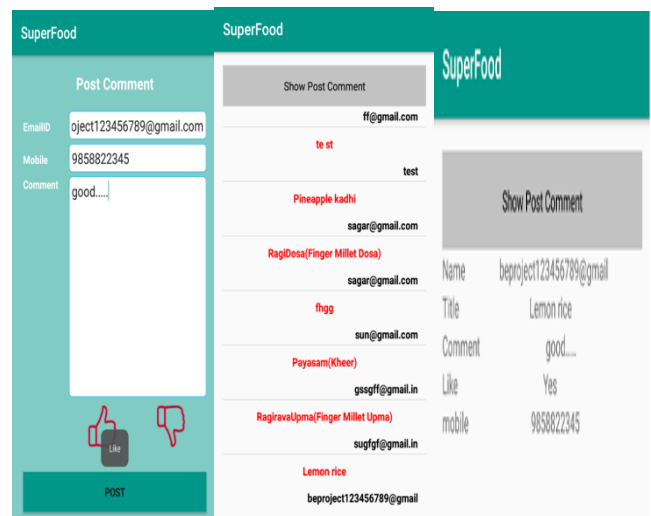 SuperFood
Post Comment
EmailID oject123456789@gmail.com
Mobile 9858822345
Comment good.....
Like
POST
SuperFood
Show Post Comment
ff@gmail.com
te st
test
Pineapple kadhi
sagar@gmail.com
RagiDosa(Finger Millet Dosa)
sagar@gmail.com
fhgg
sun@gmail.com
Payasam(Kheer)
gssgff@gmail.in
RagiravaUpma(Finger Millet Upma)
sugfgf@gmail.in
Lemon rice
beproject123456789@gmail
SuperFood
Show Post Comment
Name beproject123456789@gmail
Title Lemon rice
Comment good.....
Like Yes
mobile 9858822345